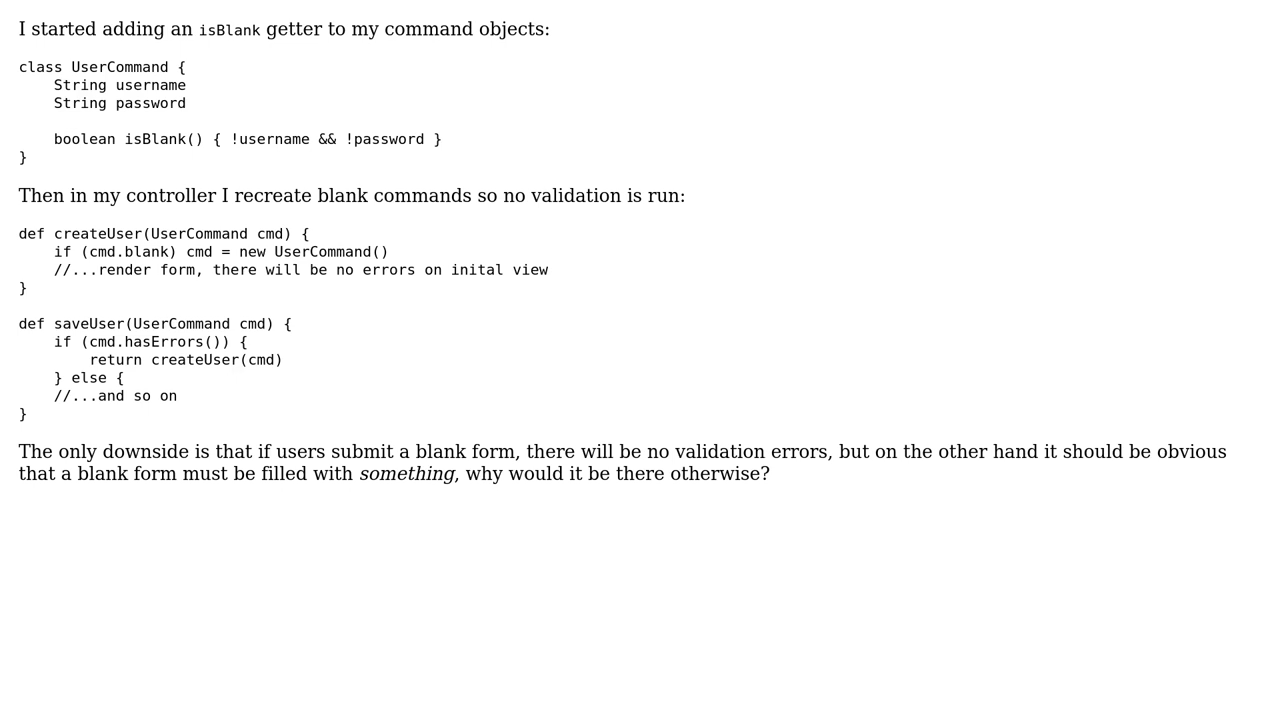 I started adding an isBlank getter to my command objects:
class UserCommand {
    String username
    String password

    boolean isBlank() { !username && !password }
}
Then in my controller I recreate blank commands so no validation is run:
def createUser(UserCommand cmd) {
    if (cmd.blank) cmd = new UserCommand()
    //...render form, there will be no errors on inital view
}

def saveUser(UserCommand cmd) {
    if (cmd.hasErrors()) {
        return createUser(cmd)
    } else {
    //...and so on
}
The only downside is that if users submit a blank form, there will be no validation errors, but on the other hand it should be obvious
that a blank form must be filled with something, why would it be there otherwise?